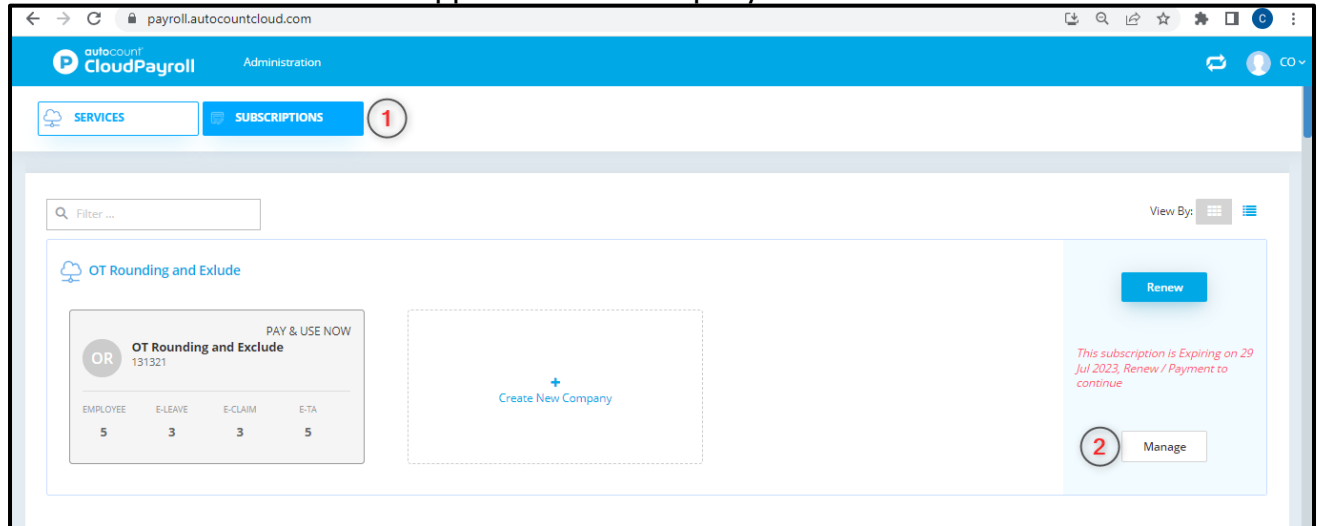 payroll.autocountcloud.com
C
autocount
P CloudPayroll
Administration
CO
SERVICES
SUBSCRIPTIONS
1
Filter ...
View By:
OT Rounding and Exlude
Renew
PAY & USE NOW
OR
OT Rounding and Exclude
131321
EMPLOYEE E-LEAVE E-CLAIM E-TA
5 3 3 5
+
Create New Company
This subscription is Expiring on 29
Jul 2023, Renew / Payment to
continue
2
Manage